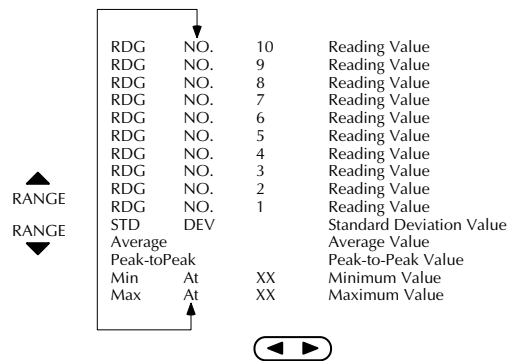 RDG NO. 10 Reading Value
RDG NO. 9 Reading Value
RDG NO. 8 Reading Value
RDG NO. 7 Reading Value
RDG NO. 6 Reading Value
RDG NO. 5 Reading Value
RDG NO. 4 Reading Value
RDG NO. 3 Reading Value
RDG NO. 2 Reading Value
RDG NO. 1 Reading Value
STD DEV Standard Deviation Value
Average Average Value
Peak-toPeak Peak-to-Peak Value
Min At XX Minimum Value
Max At XX Maximum Value
RANGE
RANGE